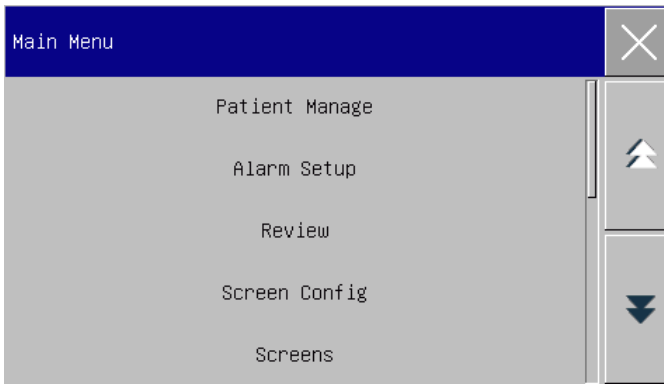 Main Menu
Patient Manage
Alarm Setup
Review
Screen Config
Screens